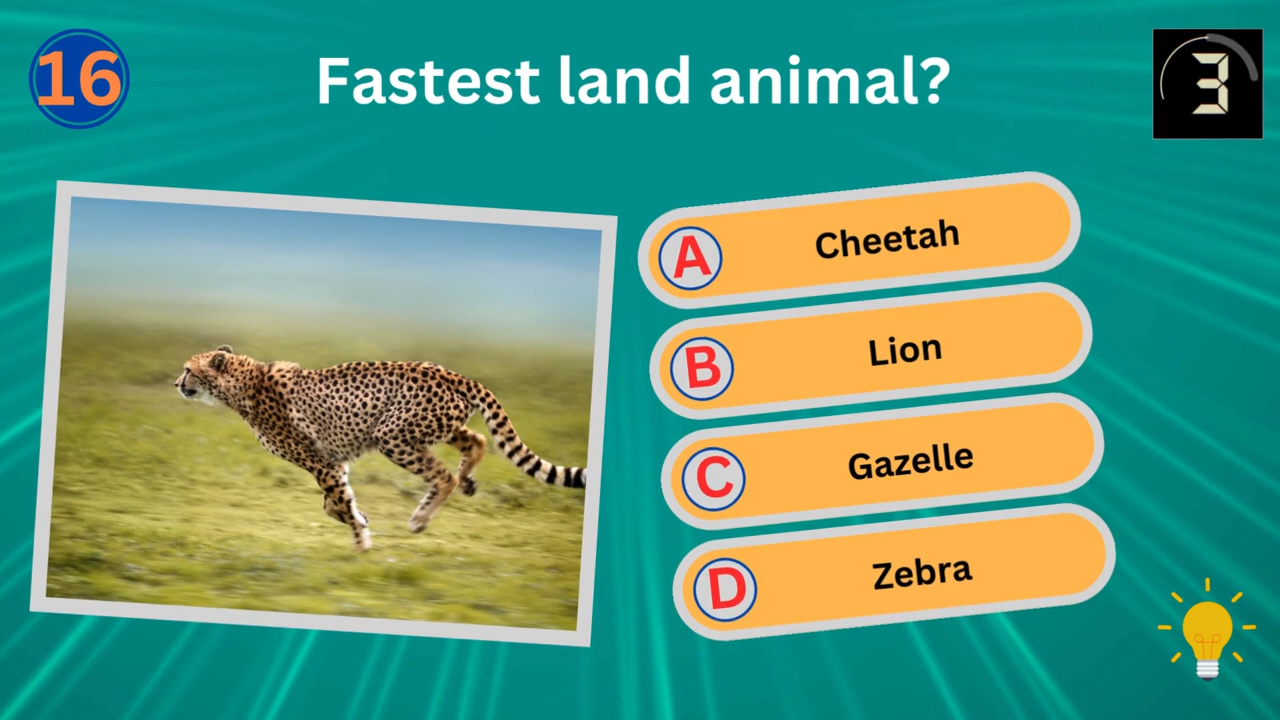 16
Fastest land animal?
3
A Cheetah
B Lion
C Gazelle
D Zebra